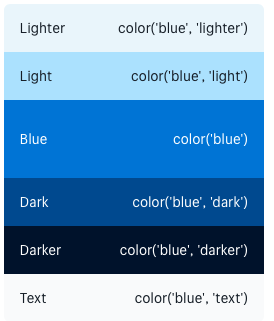 Lighter color('blue', 'lighter')
Light color('blue', 'light')
Blue color('blue')
Dark color('blue', 'dark')
Darker color('blue', 'darker')
Text color('blue', 'text')